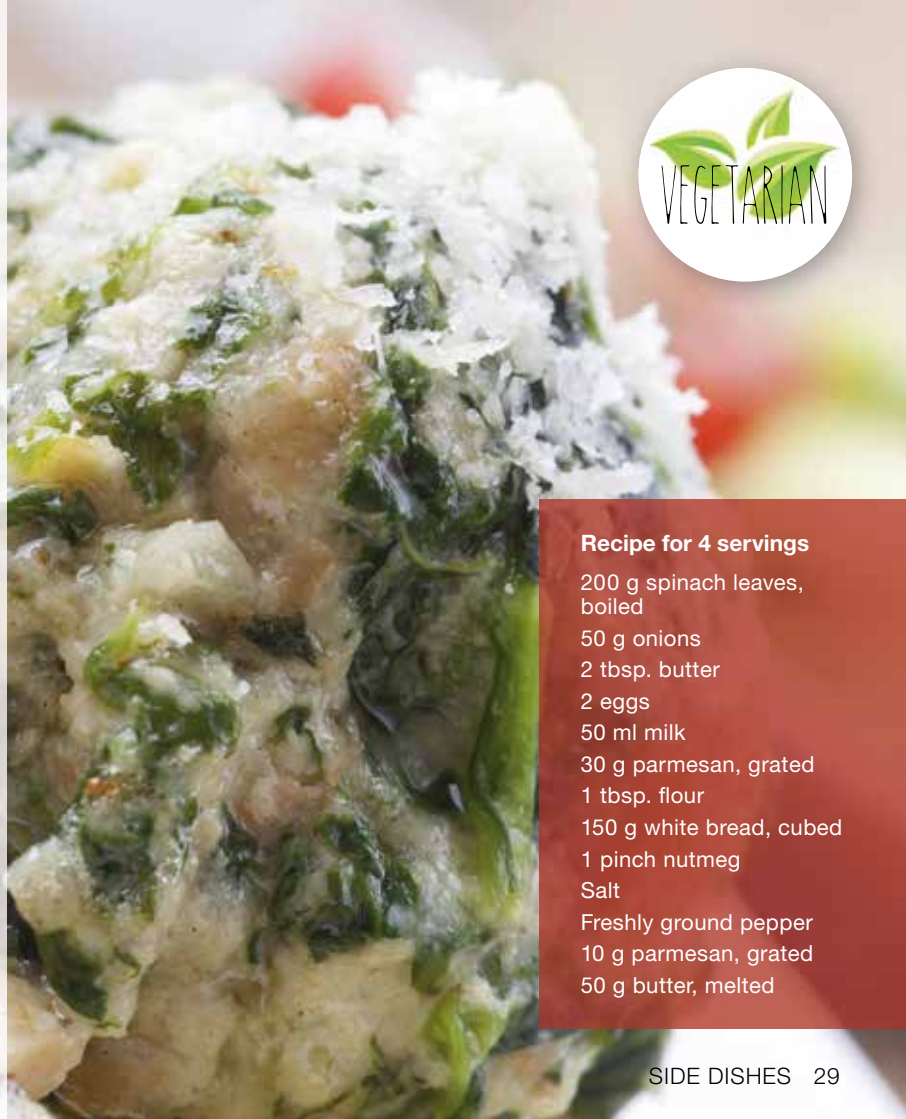 VEGETARIAN
Recipe for 4 servings
200 g spinach leaves,
boiled
50 g onions
2 tbsp. butter
2 eggs
50 ml milk
30 g parmesan, grated
1 tbsp. flour
150 g white bread, cubed
1 pinch nutmeg
Salt
Freshly ground pepper
10 g parmesan, grated
50 g butter, melted
SIDE DISHES 29